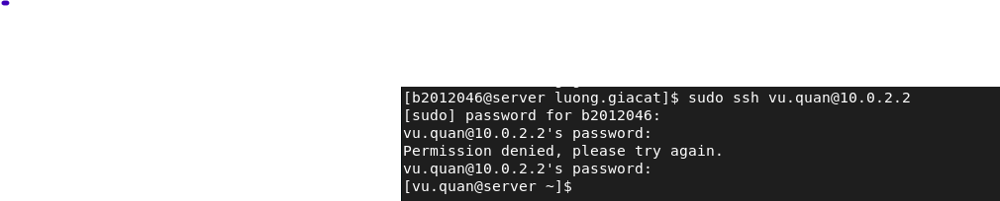 [b2012046@server luong.giacat]$ sudo ssh vu.quan@10.0.2.2
[sudo] password for b2012046:
vu.quan@10.0.2.2's password:
Permission denied, please try again.
vu.quan@10.0.2.2's password:
[vu.quan@server ~]$